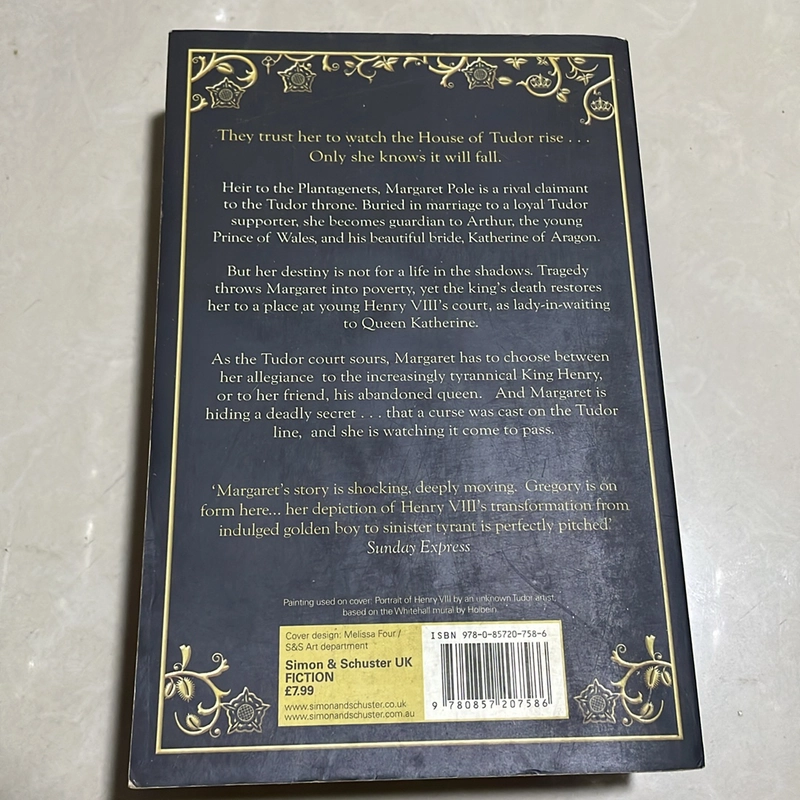 They trust her to watch the House of Tudor rise . . .
Only she knows it will fall.
Heir to the Plantagenets, Margaret Pole is a rival claimant
to the Tudor throne. Buried in marriage to a loyal Tudor
supporter, she becomes guardian to Arthur, the young
Prince of Wales, and his beautiful bride, Katherine of Aragon.
But her destiny is not for a life in the shadows. Tragedy
throws Margaret into poverty, yet the king's death restores
her to a place at young Henry VIII's court, as lady-in-waiting
to Queen Katherine.
As the Tudor court sours, Margaret has to choose between
her allegiance to the increasingly tyrannical King Henry,
or to her friend, his abandoned queen. And Margaret is
hiding a deadly secret . . . that a curse was cast on the Tudor
line, and she is watching it come to pass.
'Margaret's story is shocking, deeply moving. Gregory is on
form here... her depiction of Henry VIII's transformation from
indulged golden boy to sinister tyrant is perfectly pitched'
Sunday Express
Painting used on cover: Portrait of Henry VIII by an unknown Tudor artist,
based on the Whitehall mural by Holbein.
Cover design: Melissa Four /
S&S Art department
Simon & Schuster UK
FICTION
£7.99
www.simonandschuster.co.uk
www.simonandschuster.com.au
ISBN 978-0-85720-758-6
9 780857 207586